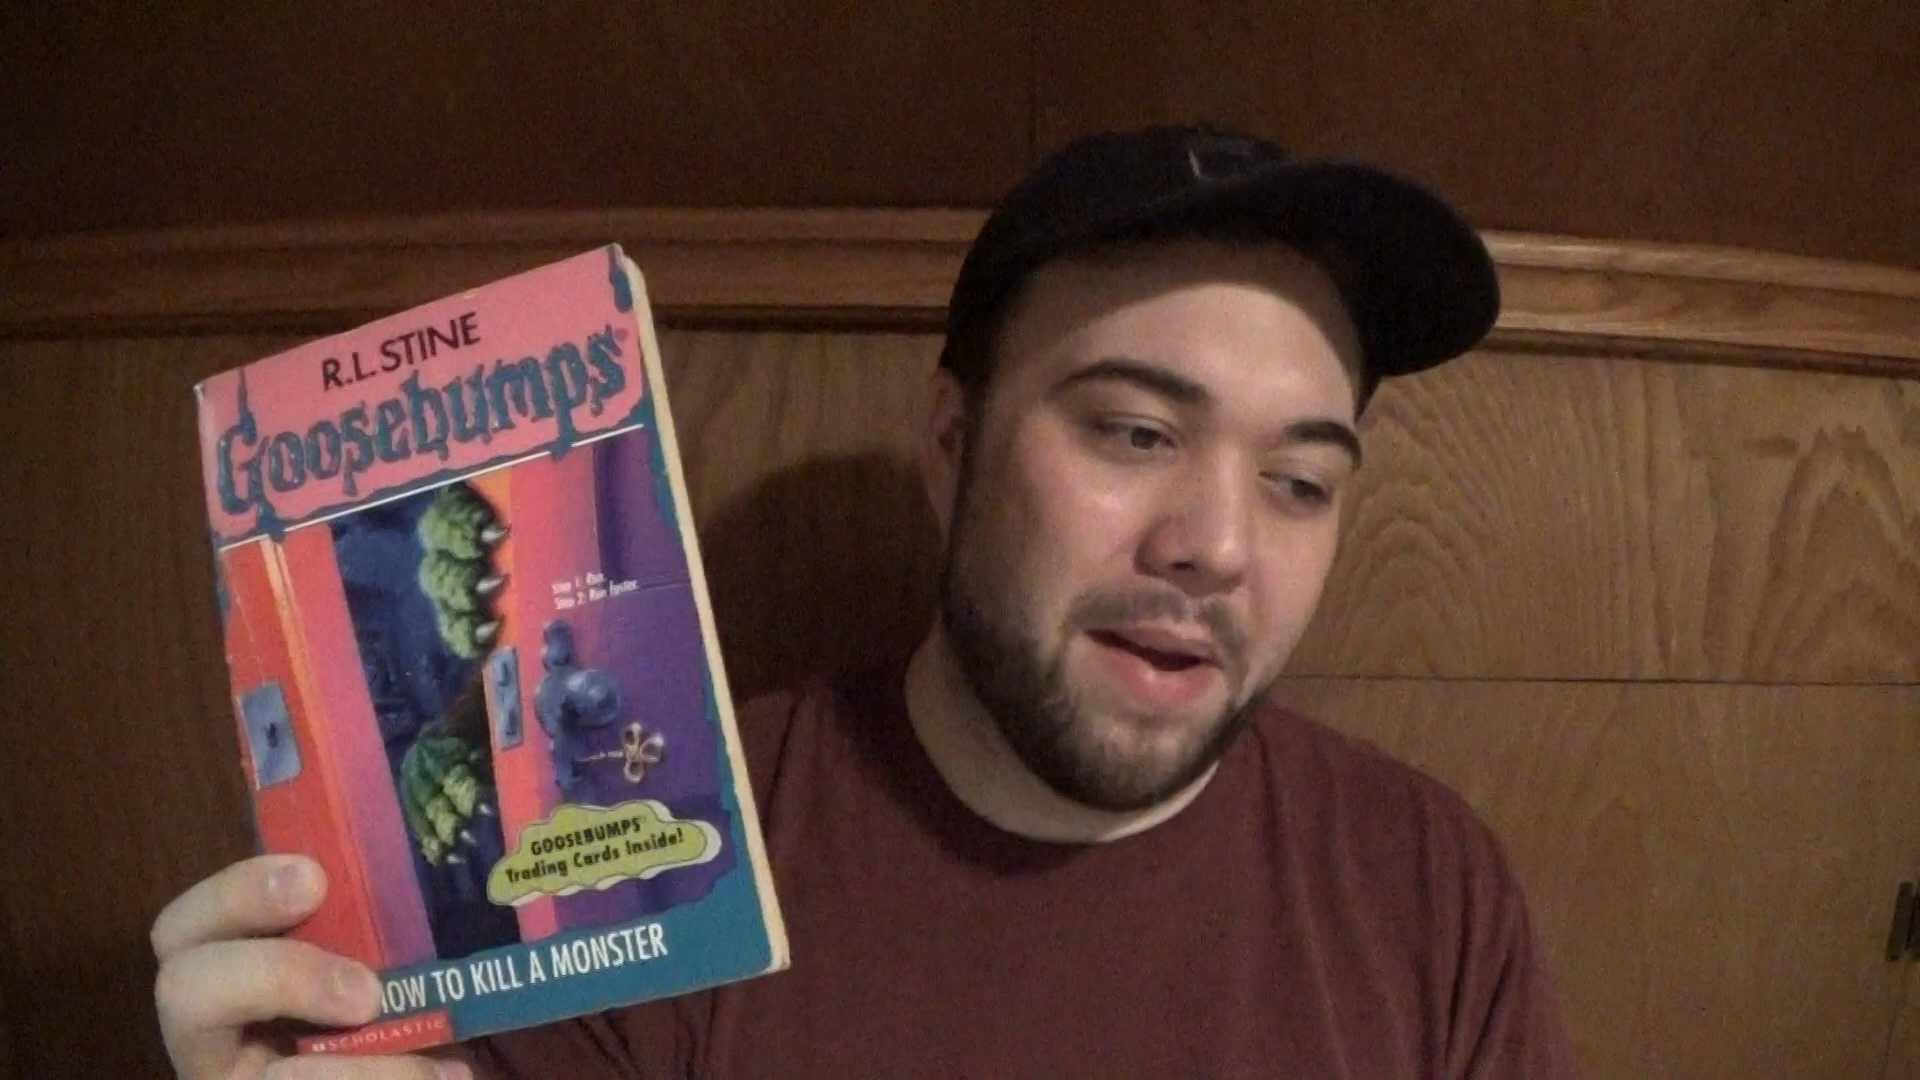 R.L. STINE
Goosebumps
Step 1: Run.
Step 2: Run faster.
GOOSEBUMPS
Trading Cards Inside!
HOW TO KILL A MONSTER
SCHOLASTIC